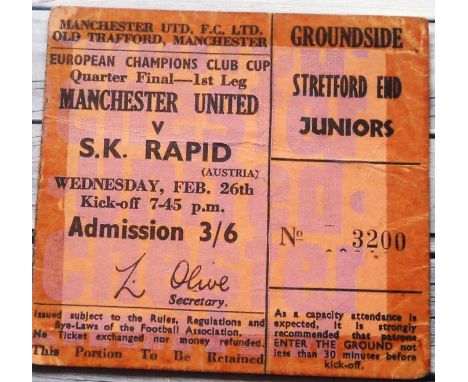 MANCHESTER UTD. F.C. LTD.
OLD TRAFFORD, MANCHESTER
EUROPEAN CHAMPIONS CLUB CUP
Quarter Final—1st Leg
MANCHESTER UNITED
V
S.K. RAPID
(AUSTRIA)
WEDNESDAY, FEB. 26th
Kick-off 7-45 p.m.
Admission 3/6
L. Olive
Secretary.
Issued subject to the Rules, Regulations and
Bye-Laws of the Football Association.
No Ticket exchanged nor money refunded.
This Portion To Be Retained
GROUNDSIDE
STRETFORD END
JUNIORS
No 3200
As a capacity attendance is
expected, it is strongly
recommended that patrons
ENTER THE GROUND not
less than 30 minutes before
kick-off.